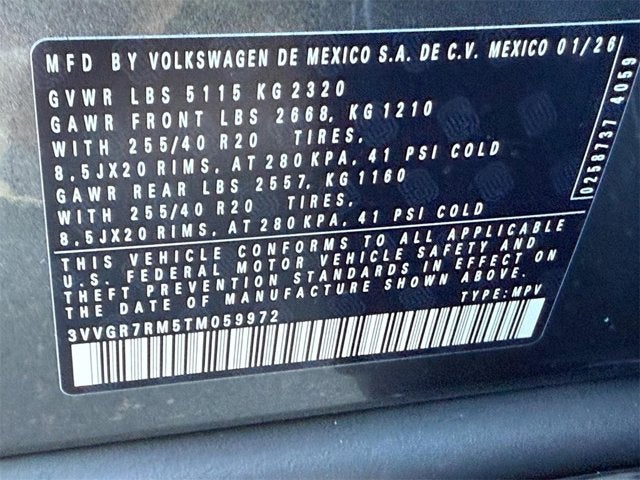 MFD BY VOLKSWAGEN DE MEXICO S.A. DE C.V. MEXICO 01/26
GVWR LBS 5115 KG 2320
GAWR FRONT LBS 2668, KG 1210
WITH 255/40 R20 TIRES,
8,5JX20 RIMS, AT 280 KPA, 41 PSI COLD
GAWR REAR LBS 2557, KG 1160
WITH 255/40 R20 TIRES,
8,5JX20 RIMS, AT 280 KPA, 41 PSI COLD
THIS VEHICLE CONFORMS TO ALL APPLICABLE
U.S. FEDERAL MOTOR VEHICLE SAFETY AND
THEFT PREVENTION STANDARDS IN EFFECT ON
THE DATE OF MANUFACTURE SHOWN ABOVE.
TYPE: MPV
3VVGR7RM5TM059972
0258737 4059